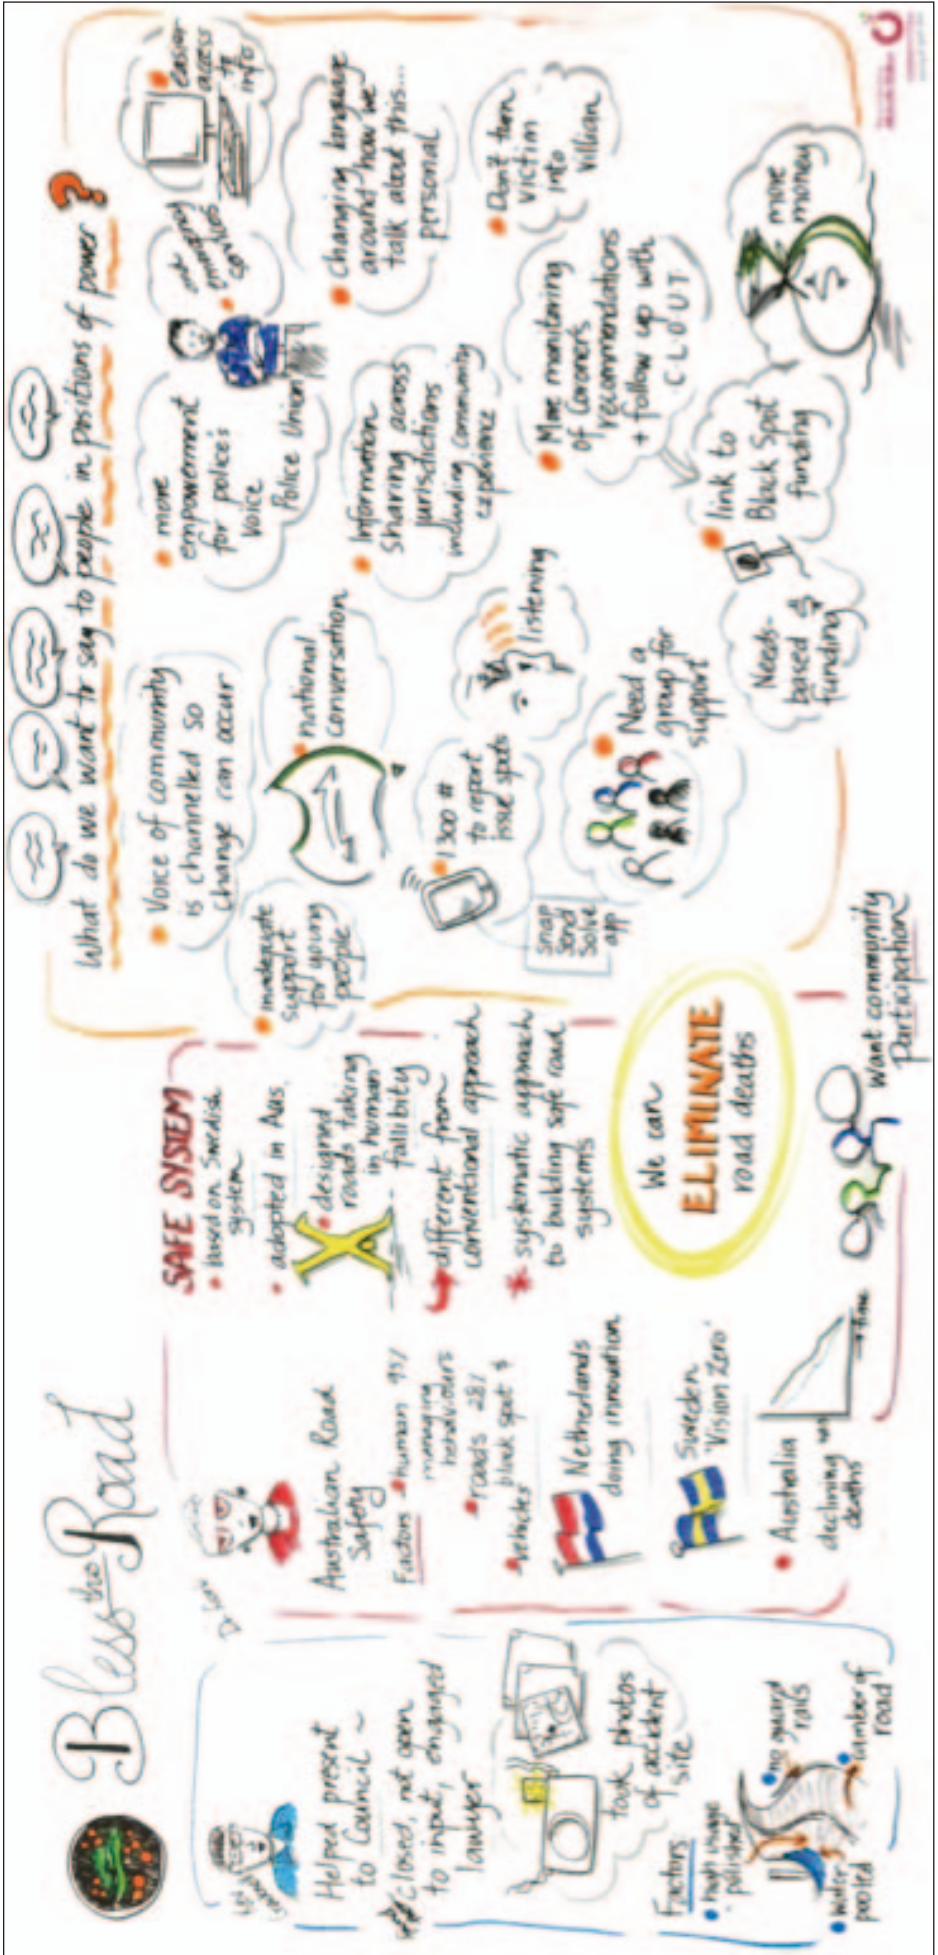 Bless the Road
Helped present
to Council ~
closed, not open
to input, engaged
lawyer
took photos
of accident
site
Factors
high usage
polished
no guard
rails
camber of
road
water
pooled
Australian Road
Safety
Factors
human 95%
managing
behaviours
roads 28%
black spot $
vehicles
Netherlands
doing innovation
Sweden
'Vision Zero'
Australia
declining
deaths
time
SAFE SYSTEM
based on Swedish
system
adopted in Aus.
designed
roads taking
in human
fallibity
different from
conventional approach
systematic approach
to building safe road
systems
We can
ELIMINATE
road deaths
Want community
Participation
What do we want to say to people in positions of power?
Voice of community
is channelled so
change can occur
inadequate
support
for young
people
national
conversation
1300 #
to report
issue spots
Snap
Send
Solve
app
listening
Need a
group for
support
more
empowerment
for police's
Voice
Police Union
easier
access
to
info
Information
sharing across
jurisdictions
including community
experience
changing language
around how we
talk about this...
personal
More monitoring
of Coroners
recommendations
+ follow up with
C-L-O-U-T
Don't turn
victim
into
villian
Needs-
based $
funding
link to
Black Spot
funding
more
money